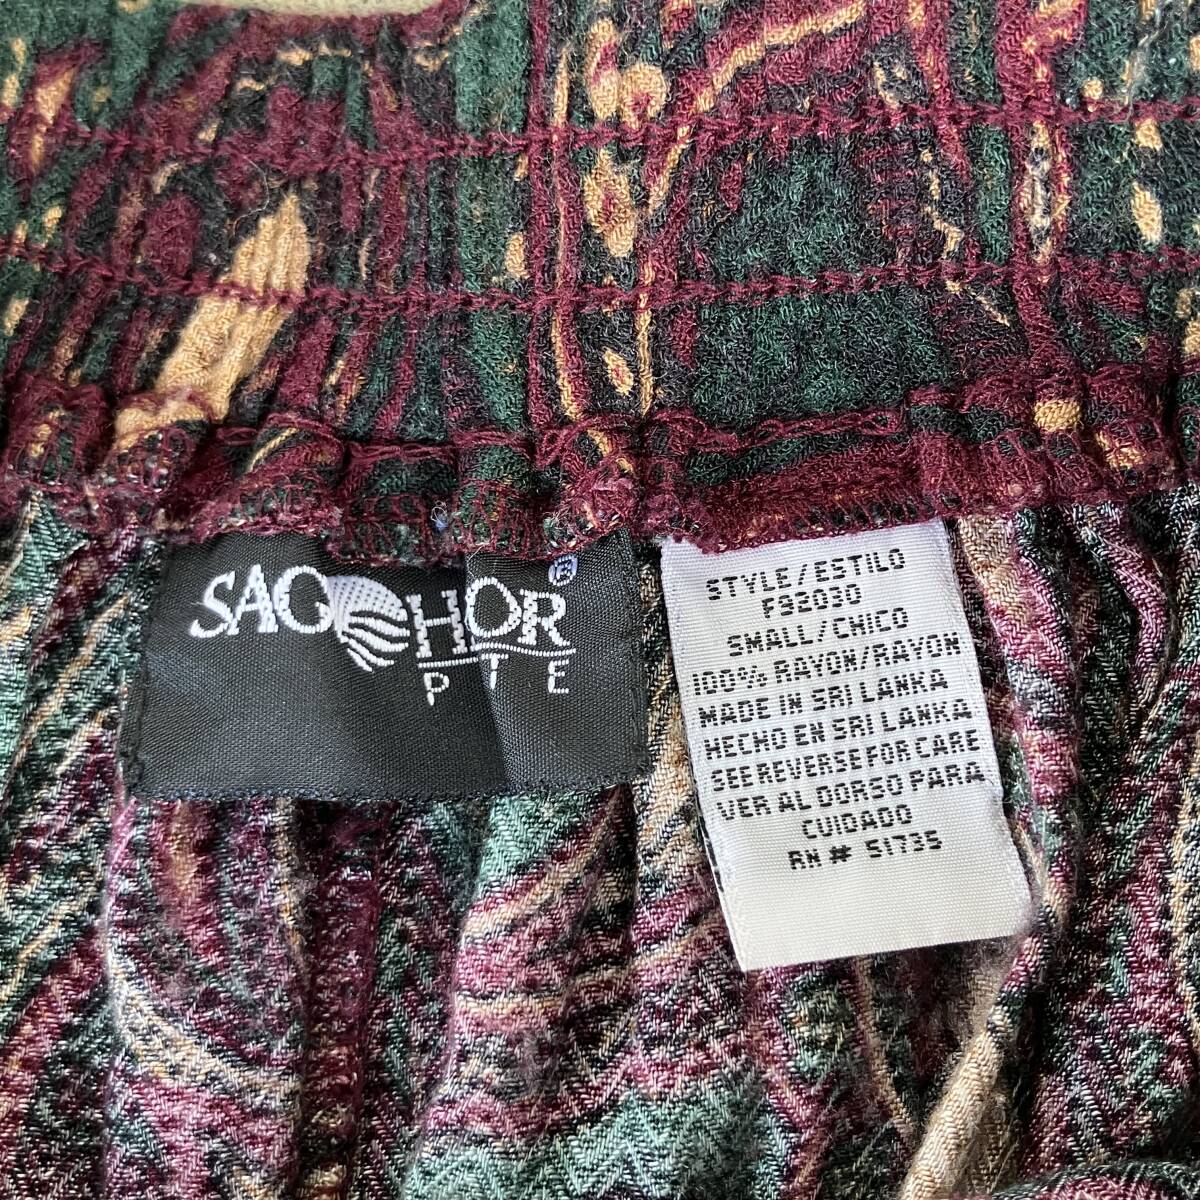 SAG HOR®
PTE
STYLE/ESTILO
F92030
SMALL/CHICO
100% RAYON/RAYON
MADE IN SRI LANKA
HECHO EN SRI LANKA
SEE REVERSE FOR CARE
VER AL DORSO PARA
CUIDADO
RN # 51735